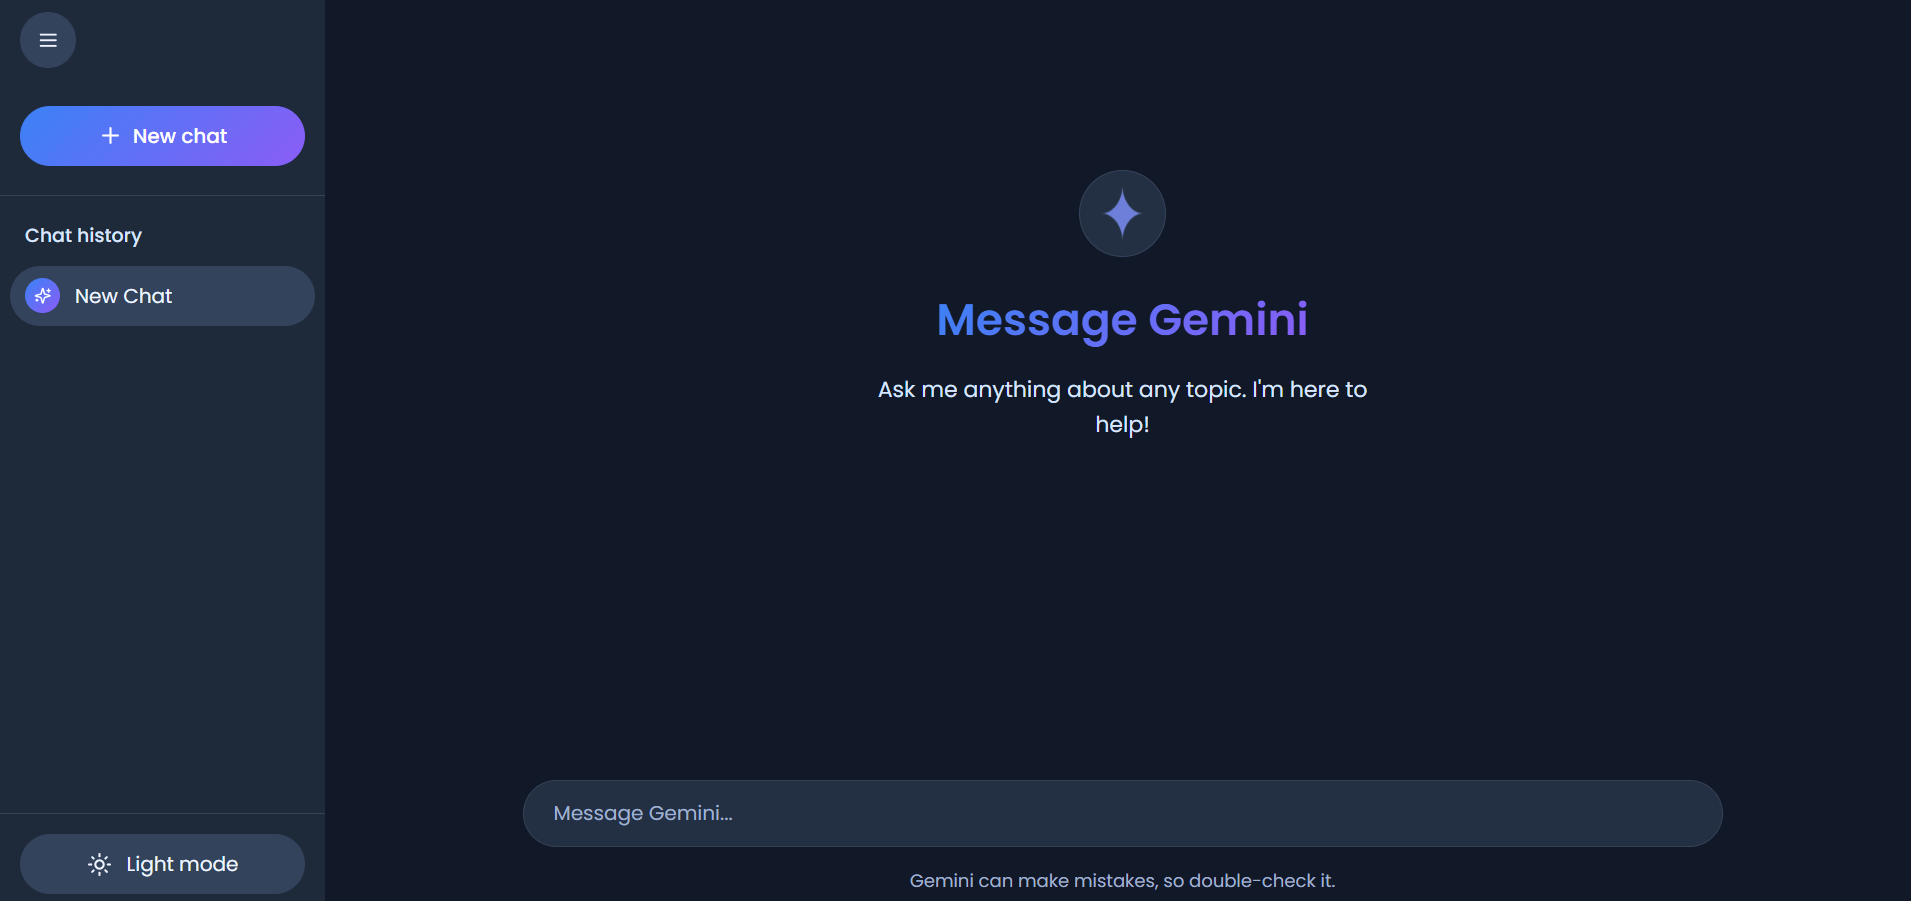 New chat
Chat history
New Chat
Light mode
Message Gemini
Ask me anything about any topic. I'm here to
help!
Message Gemini...
Gemini can make mistakes, so double-check it.